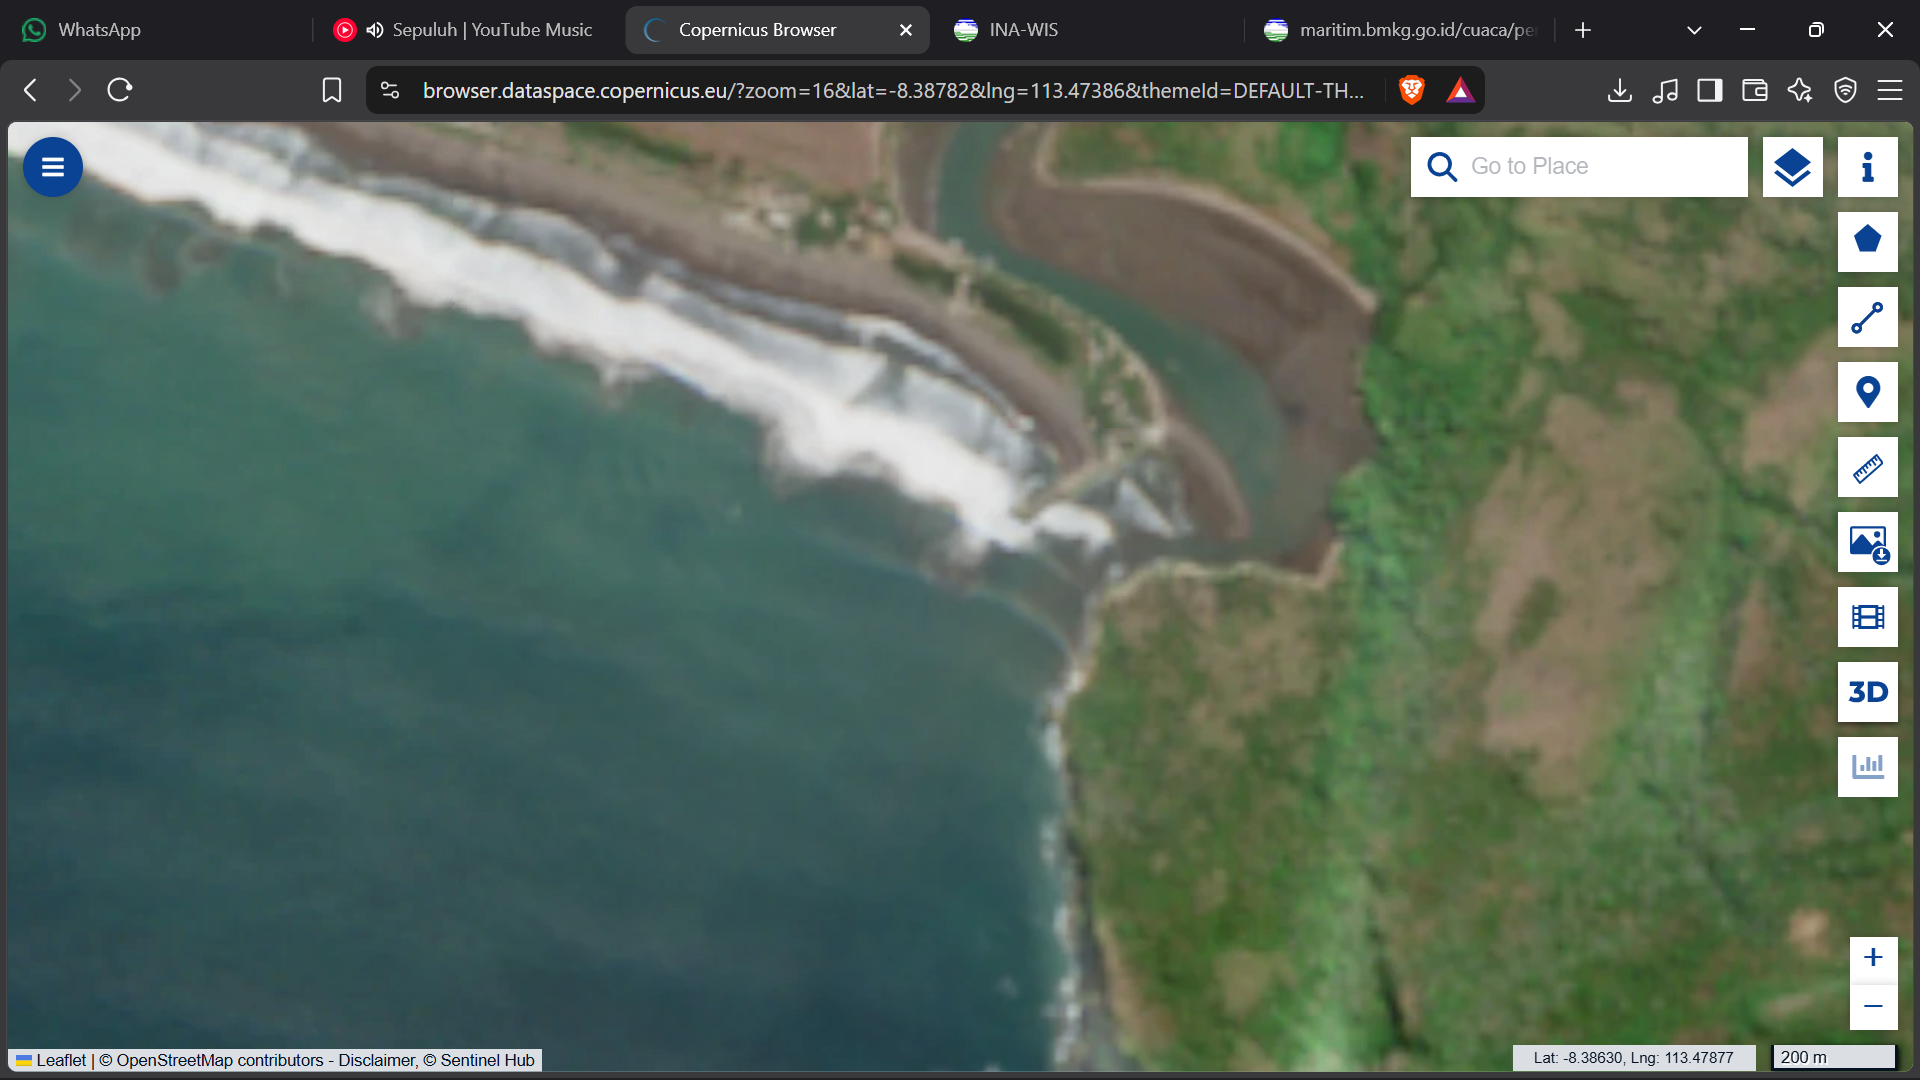 WhatsApp
Sepuluh | YouTube Music
Copernicus Browser
INA-WIS
maritim.bmkg.go.id/cuaca/pe
browser.dataspace.copernicus.eu/?zoom=16&lat=-8.38782&lng=113.47386&themeId=DEFAULT-TH...
Go to Place
3D
Leaflet | © OpenStreetMap contributors - Disclaimer, © Sentinel Hub
Lat: -8.38630, Lng: 113.47877
200 m